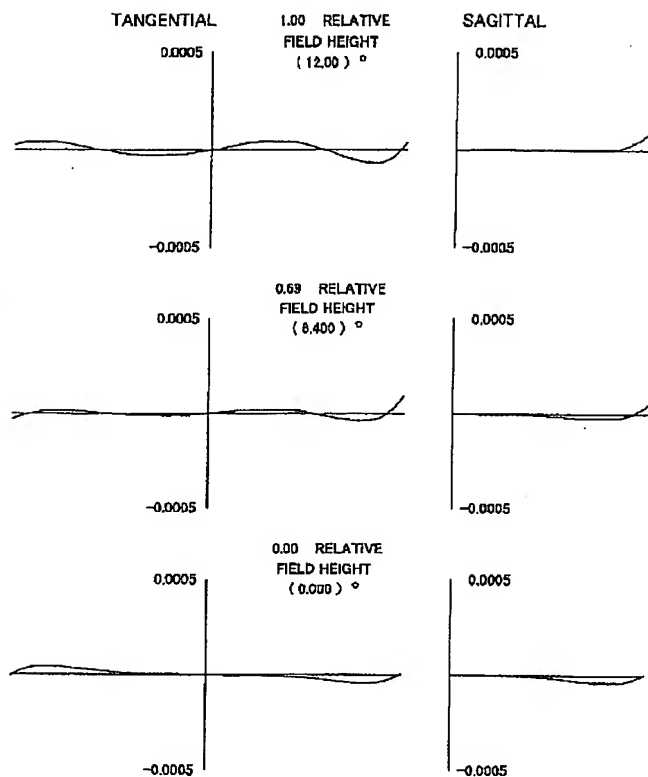 TANGENTIAL
1.00 RELATIVE
FIELD HEIGHT
( 12.00 ) °
SAGITTAL
0.0005
0.0005
-0.0005
-0.0005
0.69 RELATIVE
FIELD HEIGHT
( 8.400 ) °
0.0005
0.0005
-0.0005
-0.0005
0.00 RELATIVE
FIELD HEIGHT
( 0.000 ) °
0.0005
0.0005
-0.0005
-0.0005